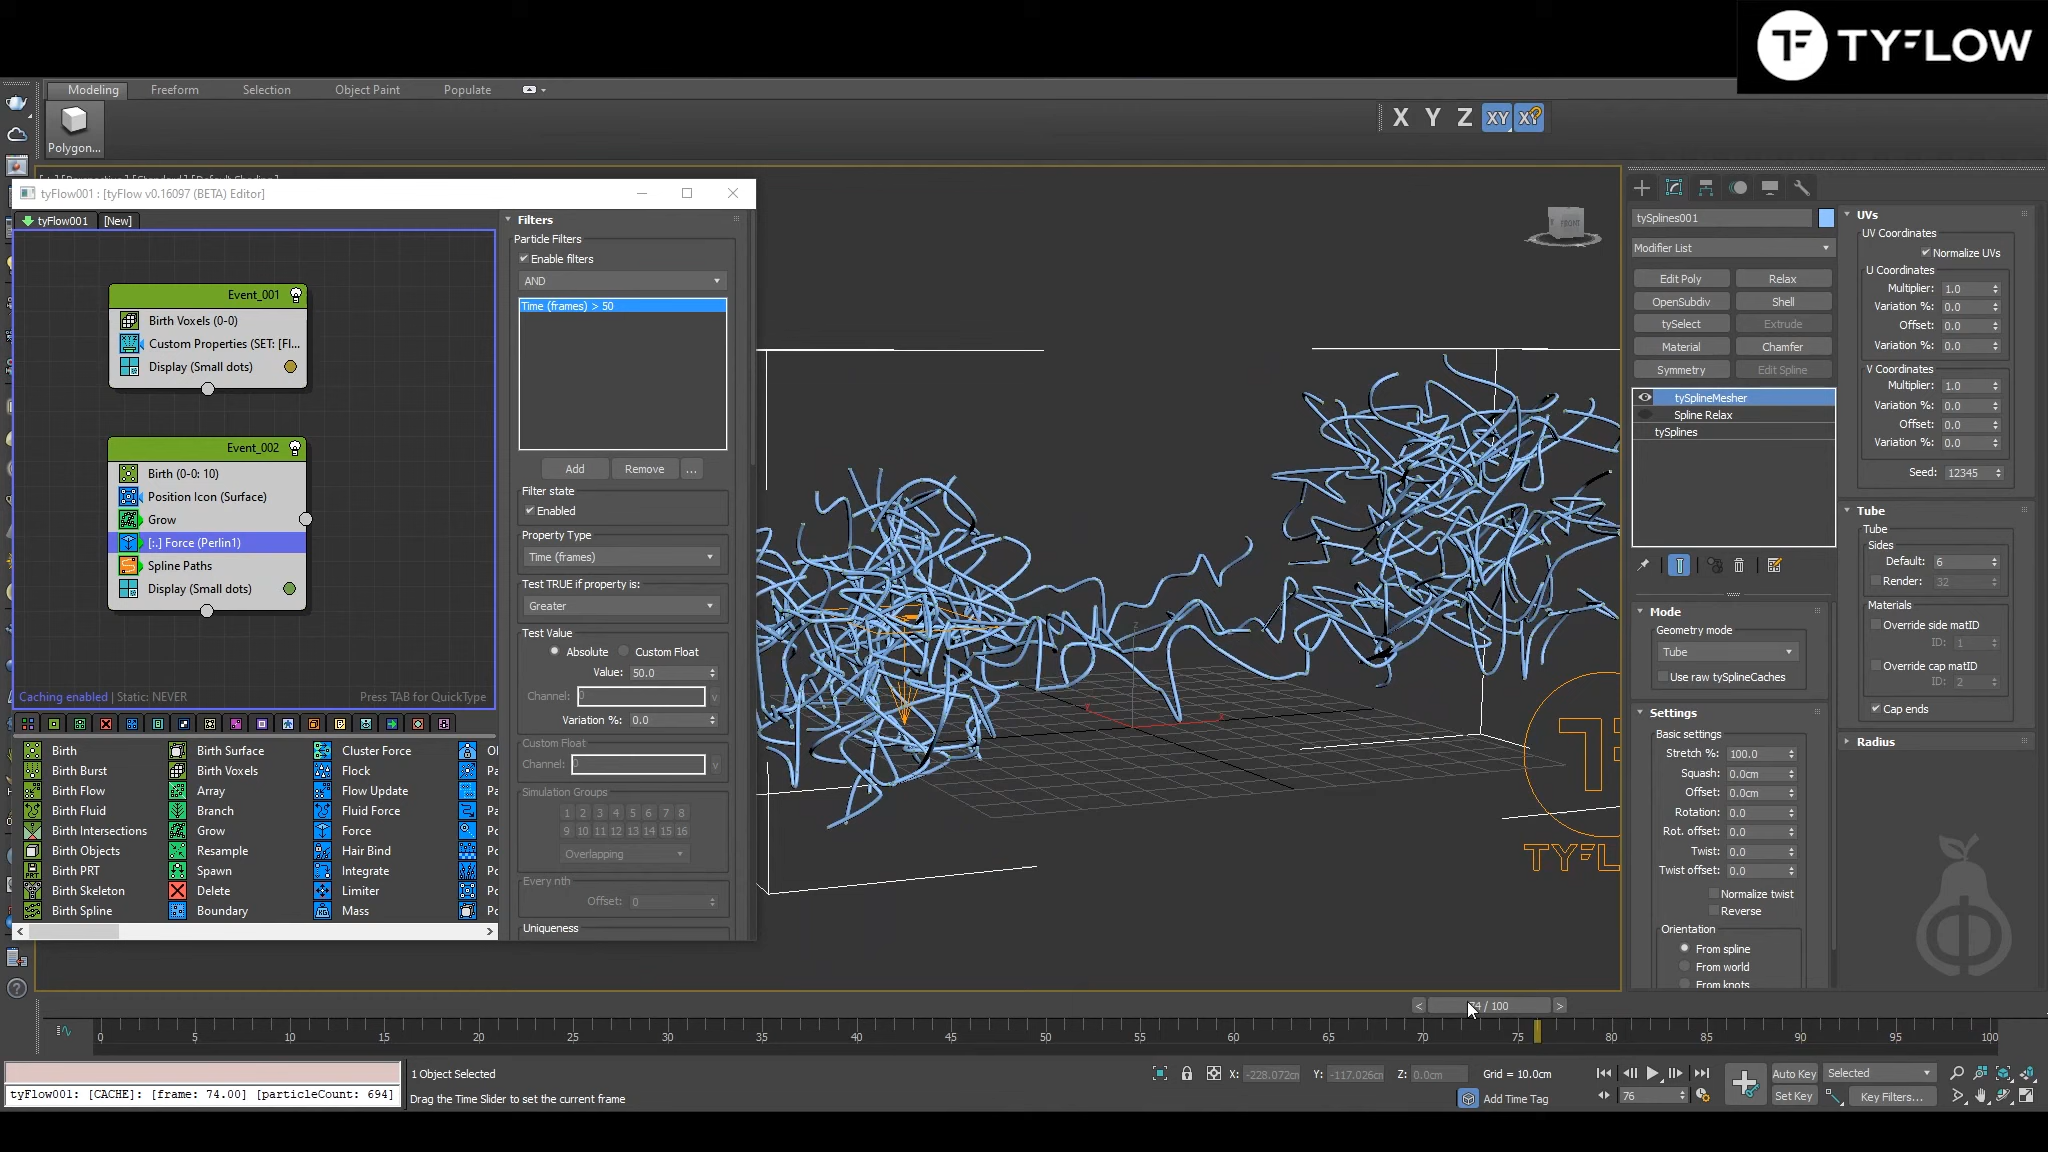 TYFLOW
Modeling
Freeform
Selection
Object Paint
Populate
Polygon...
X Y Z XY XY
tyFlow001 : [tyFlow v0.16097 (BETA) Editor]
tyFlow001
[New]
Event_001
Birth Voxels (0-0)
Custom Properties (SET: [Fl...
Display (Small dots)
Event_002
Birth (0-0: 10)
Position Icon (Surface)
Grow
[:.] Force (Perlin1)
Spline Paths
Display (Small dots)
Caching enabled | Static: NEVER
Press TAB for QuickType
Birth
Birth Burst
Birth Flow
Birth Fluid
Birth Intersections
Birth Objects
Birth PRT
Birth Skeleton
Birth Spline
Birth Surface
Birth Voxels
Array
Branch
Grow
Resample
Spawn
Delete
Boundary
Cluster Force
Flock
Flow Update
Fluid Force
Force
Hair Bind
Integrate
Limiter
Mass
Filters
Particle Filters
Enable filters
AND
Time (frames) > 50
Add
Remove
...
Filter state
Enabled
Property Type
Time (frames)
Test TRUE if property is:
Greater
Test Value
Absolute
Custom Float
Value: 50.0
Channel: 0
Variation %: 0.0
Custom Float
Channel: 0
Simulation Groups
1 2 3 4 5 6 7 8
9 10 11 12 13 14 15 16
Overlapping
Every nth
Offset: 0
Uniqueness
FRONT
TYFL
tySplines001
Modifier List
Edit Poly
Relax
OpenSubdiv
Shell
tySelect
Extrude
Material
Chamfer
Symmetry
Edit Spline
tySplineMesher
Spline Relax
tySplines
Mode
Geometry mode
Tube
Use raw tySplineCaches
Settings
Basic settings
Stretch %: 100.0
Squash: 0.0cm
Offset: 0.0cm
Rotation: 0.0
Rot. offset: 0.0
Twist: 0.0
Twist offset: 0.0
Normalize twist
Reverse
Orientation
From spline
From world
From knots
UVs
UV Coordinates
Normalize UVs
U Coordinates
Multiplier: 1.0
Variation %: 0.0
Offset: 0.0
Variation %: 0.0
V Coordinates
Multiplier: 1.0
Variation %: 0.0
Offset: 0.0
Variation %: 0.0
Seed: 12345
Tube
Tube
Sides
Default: 6
Render: 32
Materials
Override side matID
ID: 1
Override cap matID
ID: 2
Cap ends
Radius
< 74 / 100 >
0 5 10 15 20 25 30 35 40 45 50 55 60 65 70 75 80 85 90 95 100
tyFlow001: [CACHE]: [frame: 74.00] [particleCount: 694]
1 Object Selected
Drag the Time Slider to set the current frame
X: -228.072cm
Y: -117.026cm
Z: 0.0cm
Grid = 10.0cm
Add Time Tag
76
Auto Key
Selected
Set Key
Key Filters...